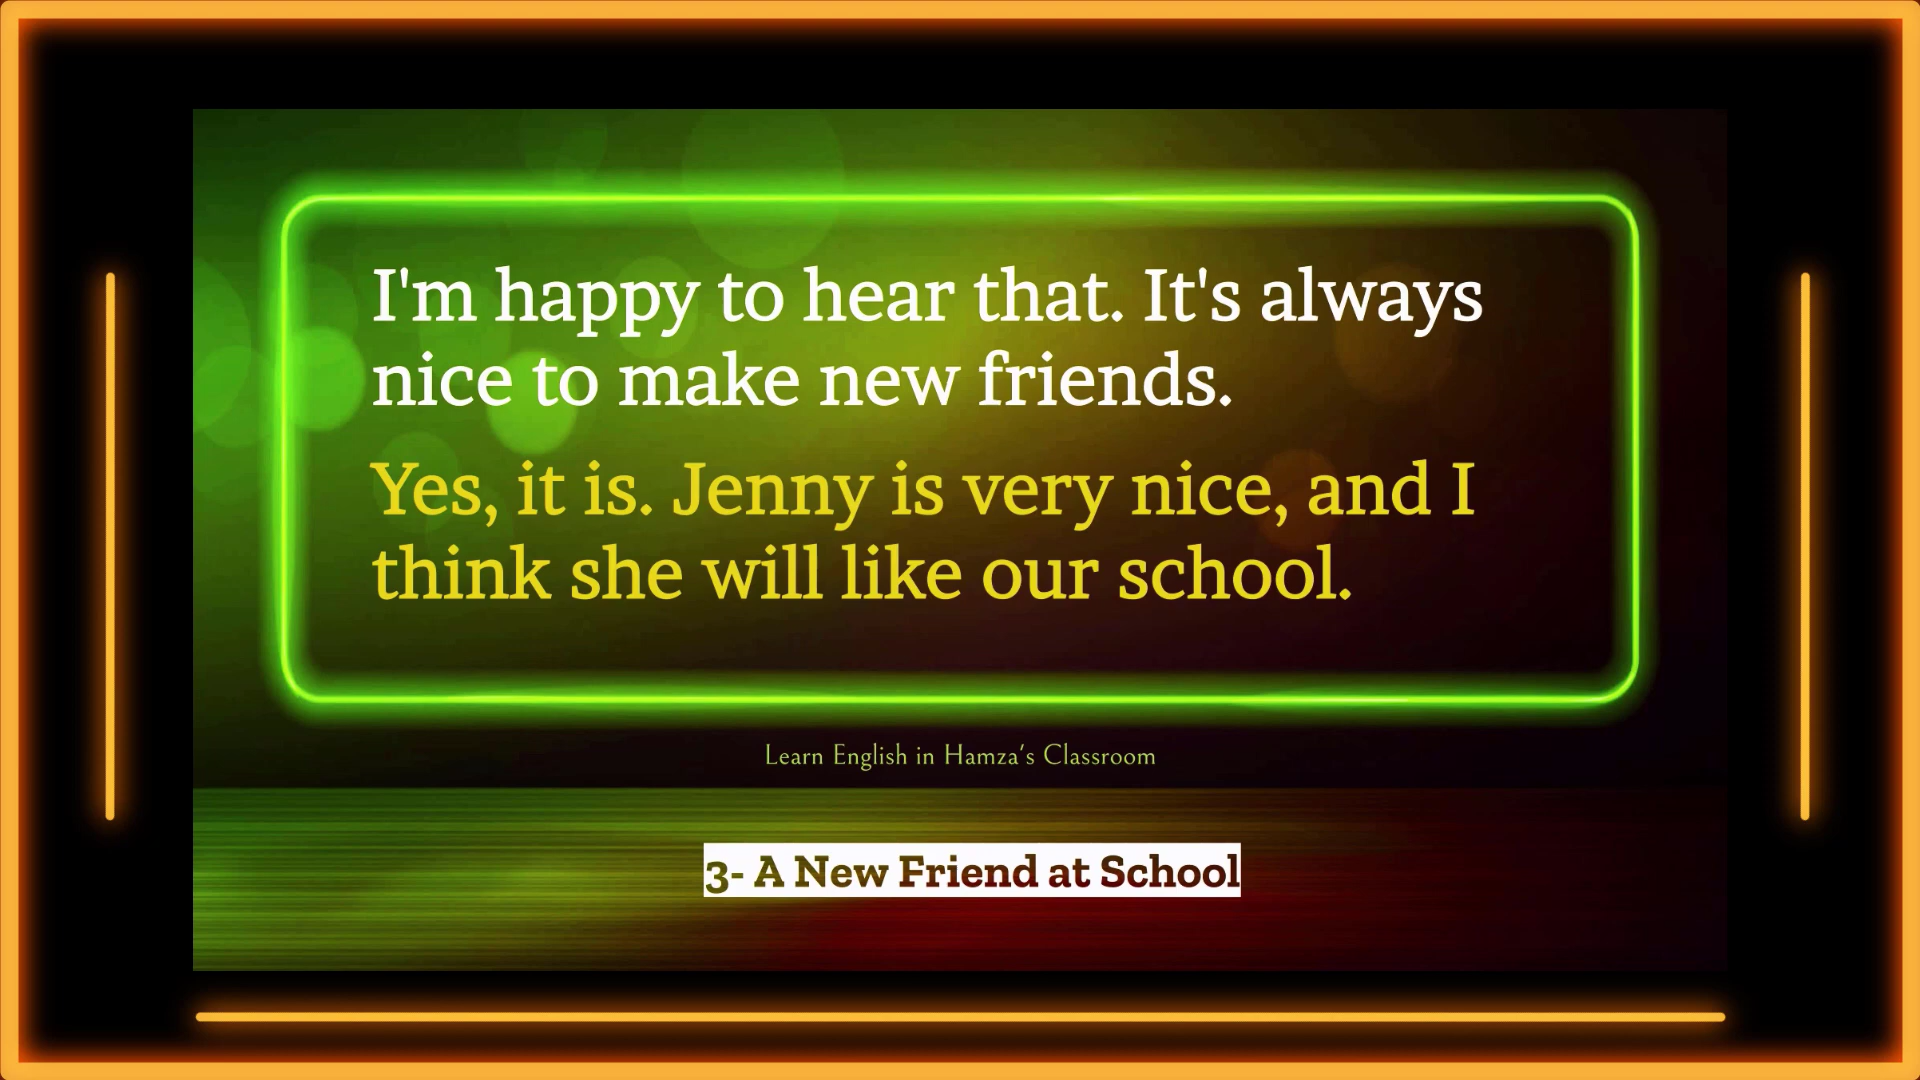 I'm happy to hear that. It's always
nice to make new friends.
Yes, it is. Jenny is very nice, and I
think she will like our school.
Learn English in Hamza's Classroom
3- A New Friend at School